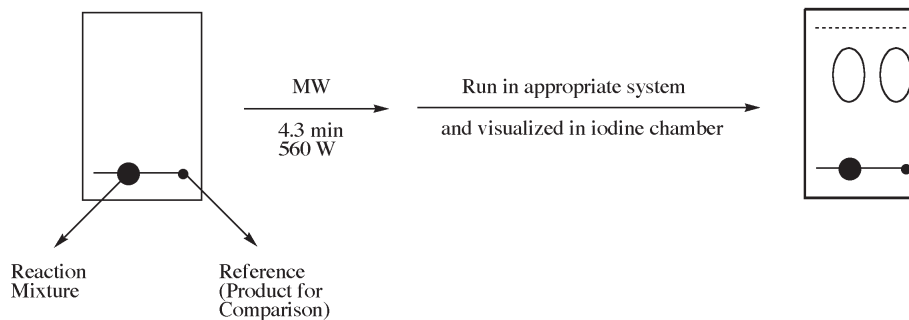 MW
4.3 min
560 W
Run in appropriate system
and visualized in iodine chamber
Reaction
Mixture
Reference
(Product for
Comparison)